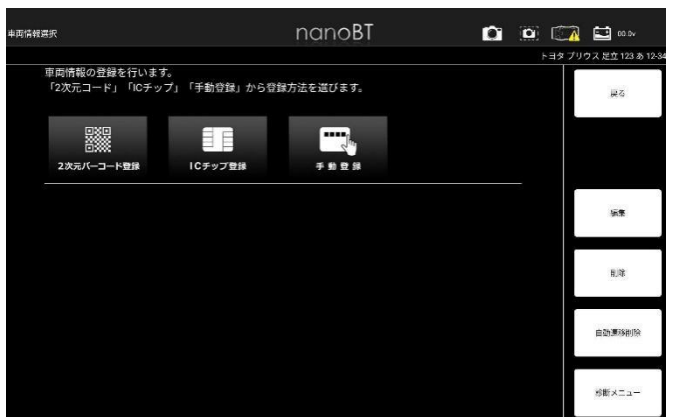 車両情報選択
nanoBT
00.0v
トヨタ プリウス 足立 123 あ 12-34
車両情報の登録を行います。
「2次元コード」「ICチップ」「手動登録」から登録方法を選びます。
2次元バーコード登録
ICチップ登録
手動登録
戻る
編集
削除
自動遷移削除
診断メニュー